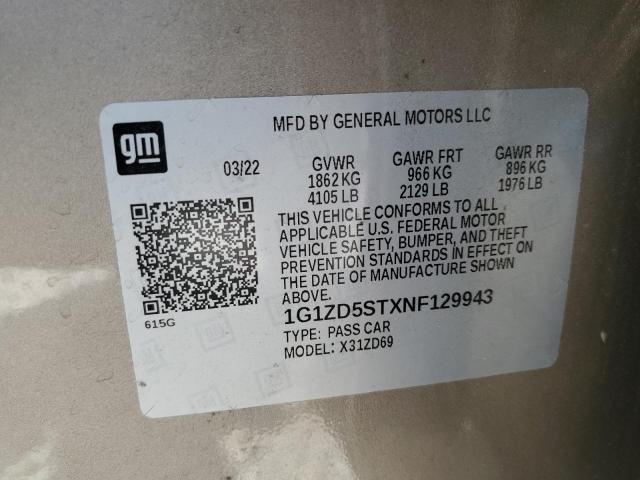 gm
MFD BY GENERAL MOTORS LLC
03/22 GVWR GAWR FRT GAWR RR
1862 KG 966 KG 896 KG
4105 LB 2129 LB 1976 LB
THIS VEHICLE CONFORMS TO ALL
APPLICABLE U.S. FEDERAL MOTOR
VEHICLE SAFETY, BUMPER, AND THEFT
PREVENTION STANDARDS IN EFFECT ON
THE DATE OF MANUFACTURE SHOWN
ABOVE.
1G1ZD5STXNF129943
615G
TYPE: PASS CAR
MODEL: X31ZD69